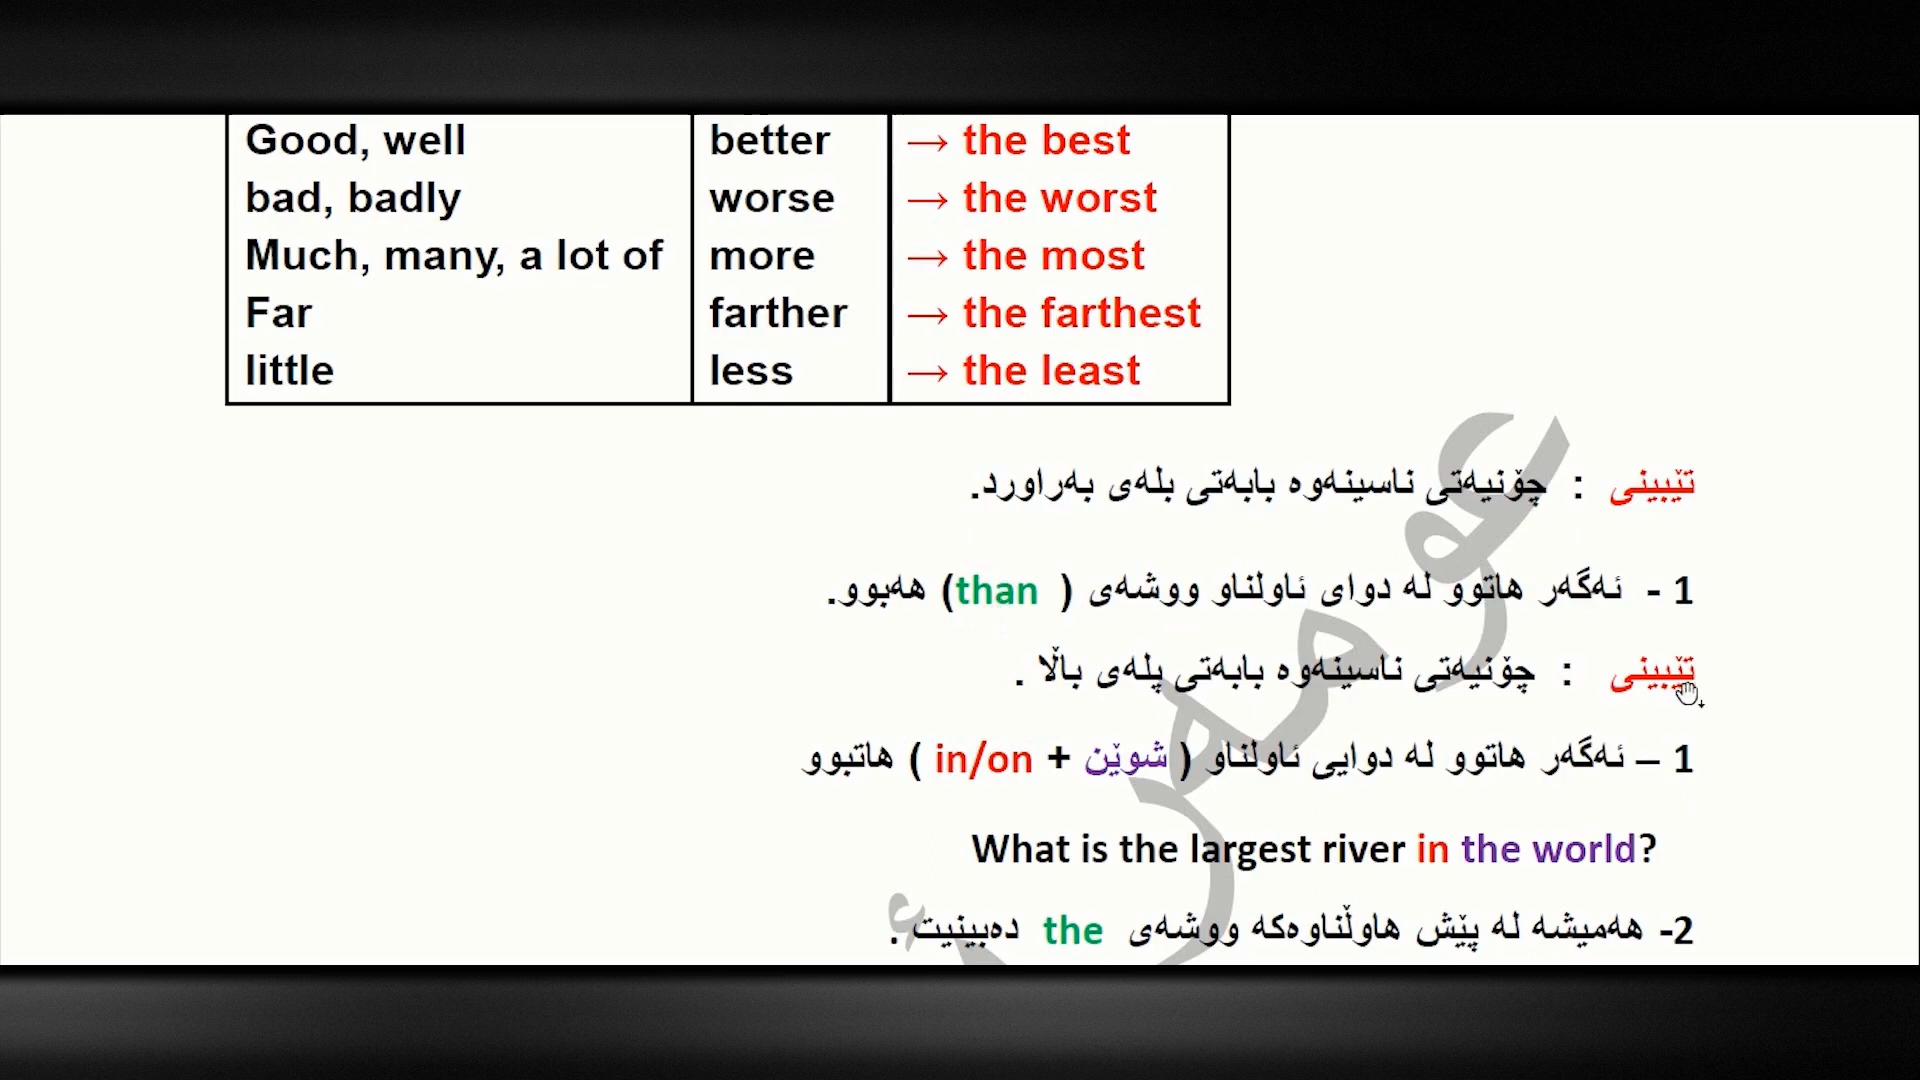 Good, well better → the best
bad, badly worse → the worst
Much, many, a lot of more → the most
Far farther → the farthest
little less → the least
تێبینی : چۆنیەتی ناسینەوە بابەتی بلەی بەراورد.
1 - ئەگەر هاتوو لە دوای ئاولناو ووشەی ( than) هەبوو.
تێبینی : چۆنیەتی ناسینەوە بابەتی پلەی باڵا .
1 – ئەگەر هاتوو لە دوایی ئاولناو ( شوێن + in/on ) هاتبوو
What is the largest river in the world?
2- هەمیشە لە پێش هاوڵناوەکە ووشەی the دەبینیت .